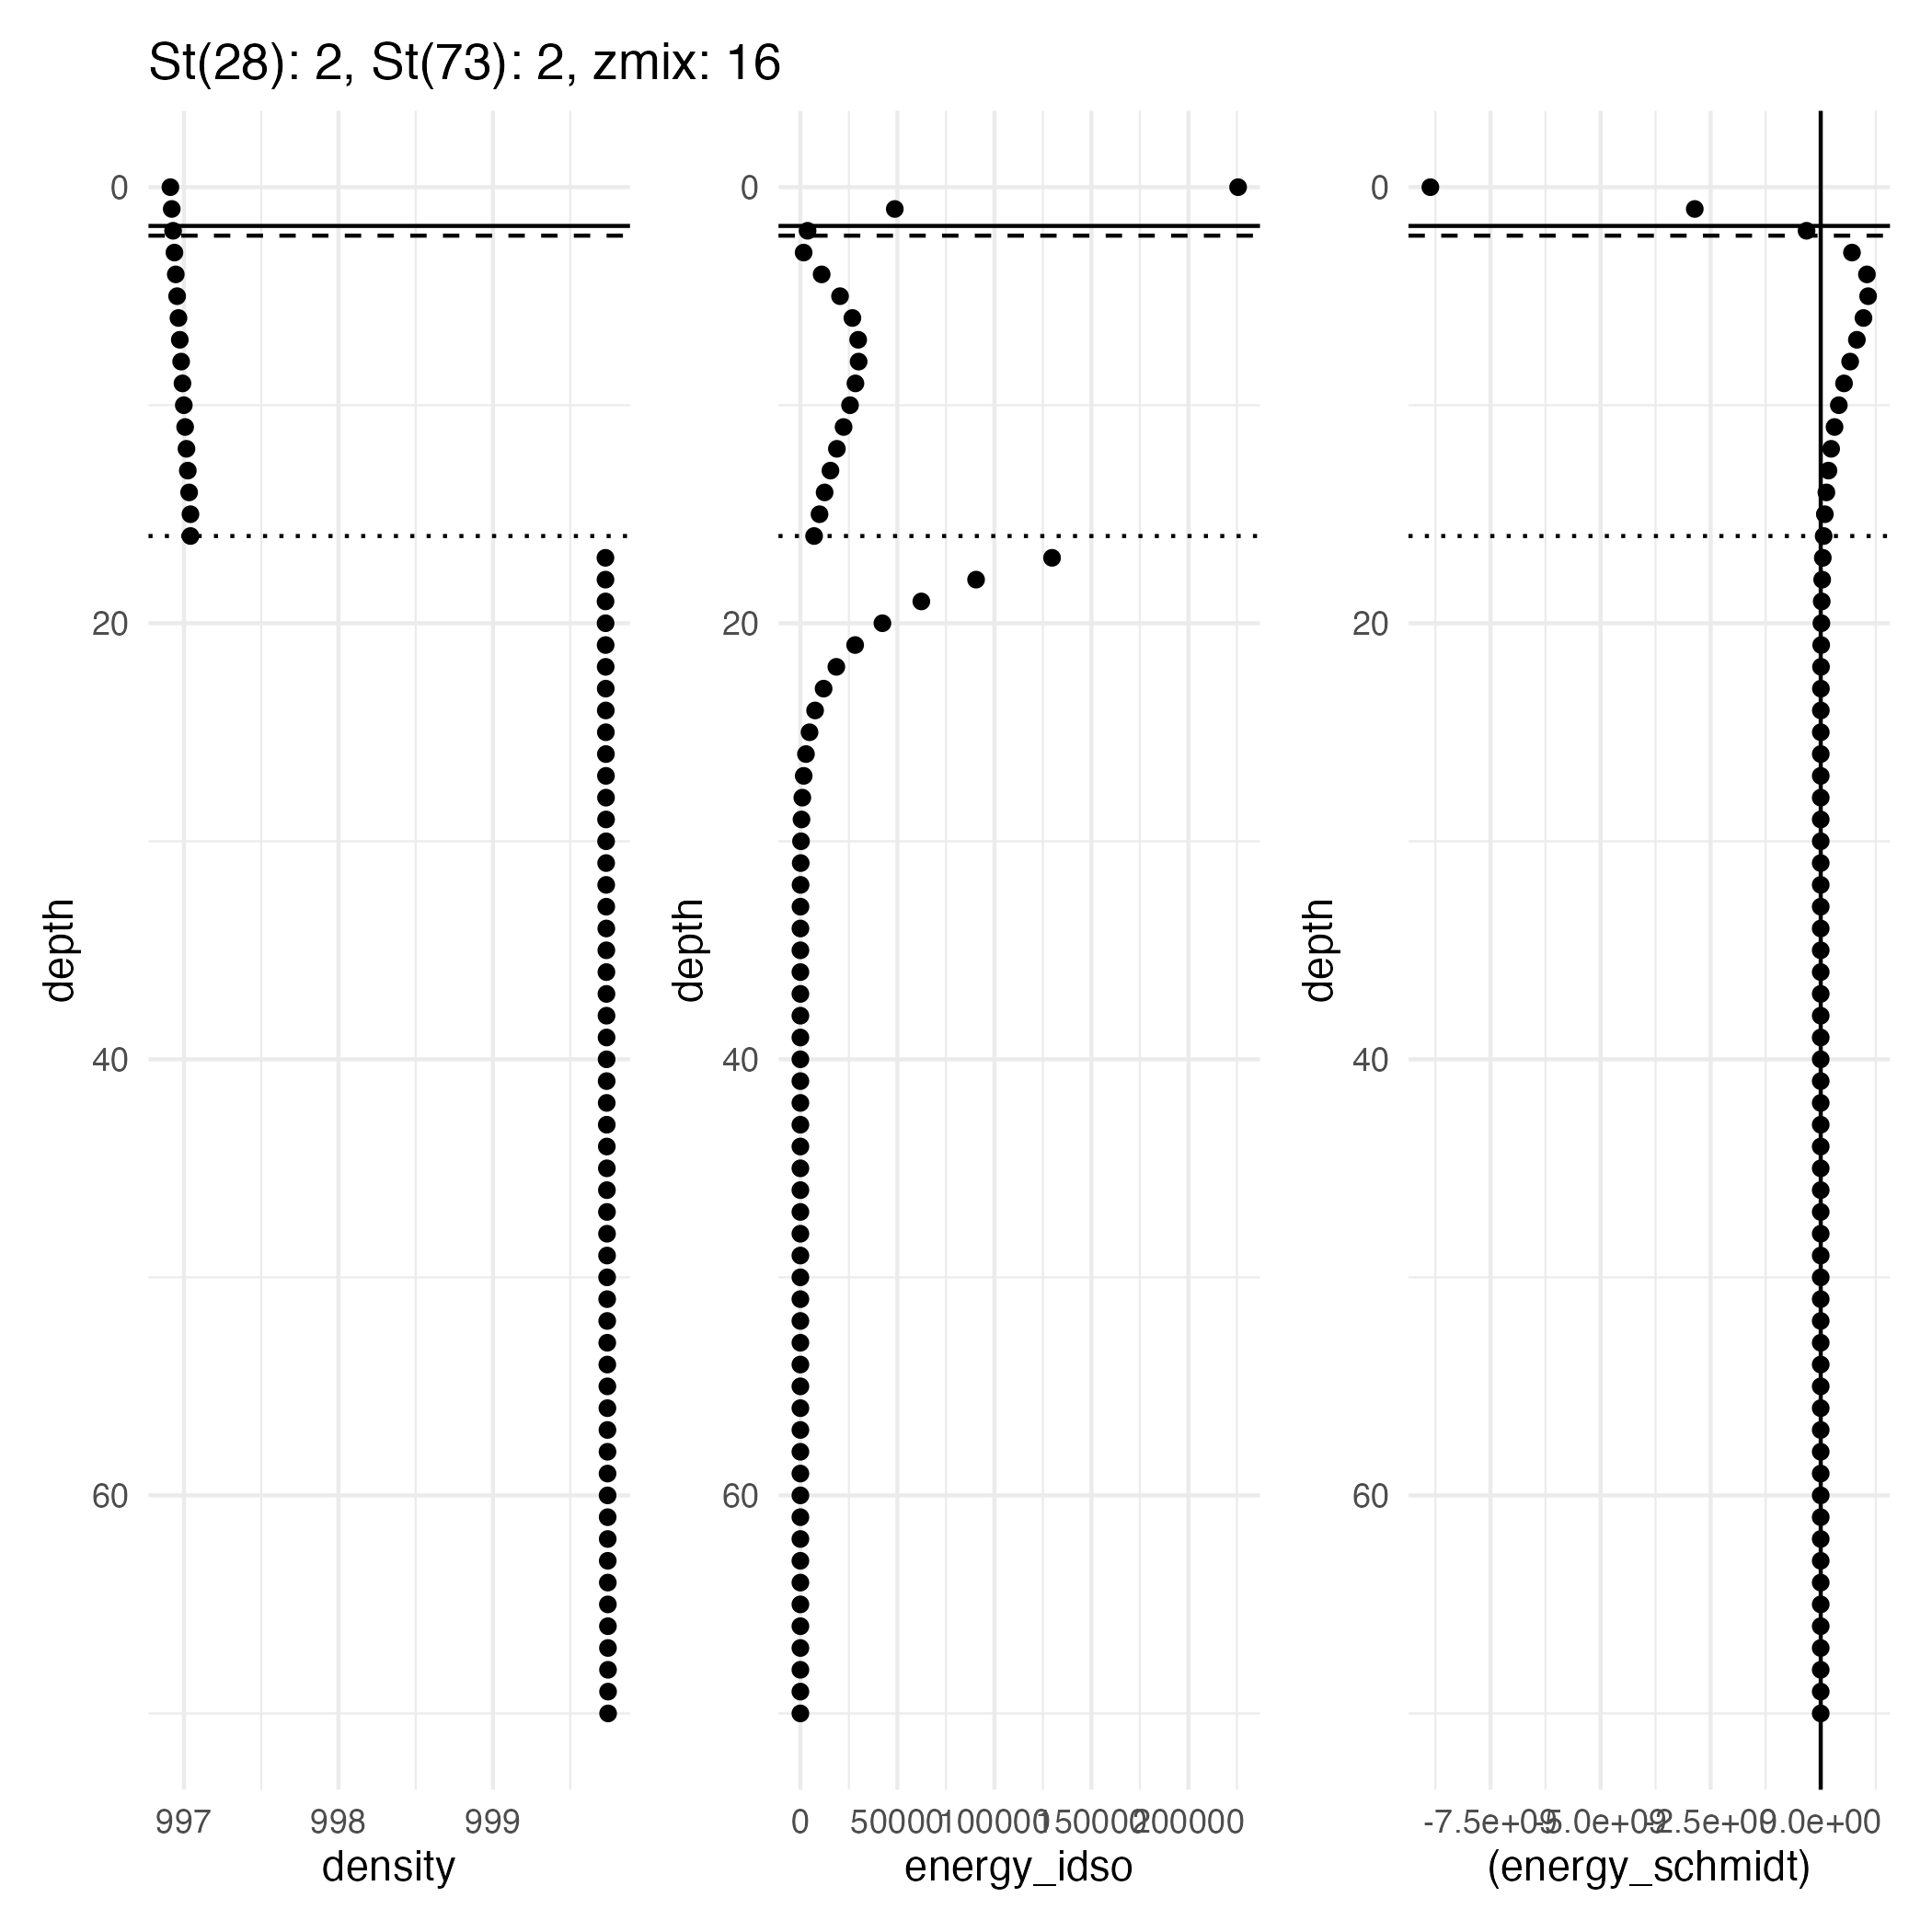 St(28): 2, St(73): 2, zmix: 16
depth
0
20
40
60
997 998 999
density
depth
0
20
40
60
0 50000 100000 150000 200000
energy_idso
depth
0
20
40
60
-7.5e+09 -5.0e+09 -2.5e+09 0.0e+00
(energy_schmidt)